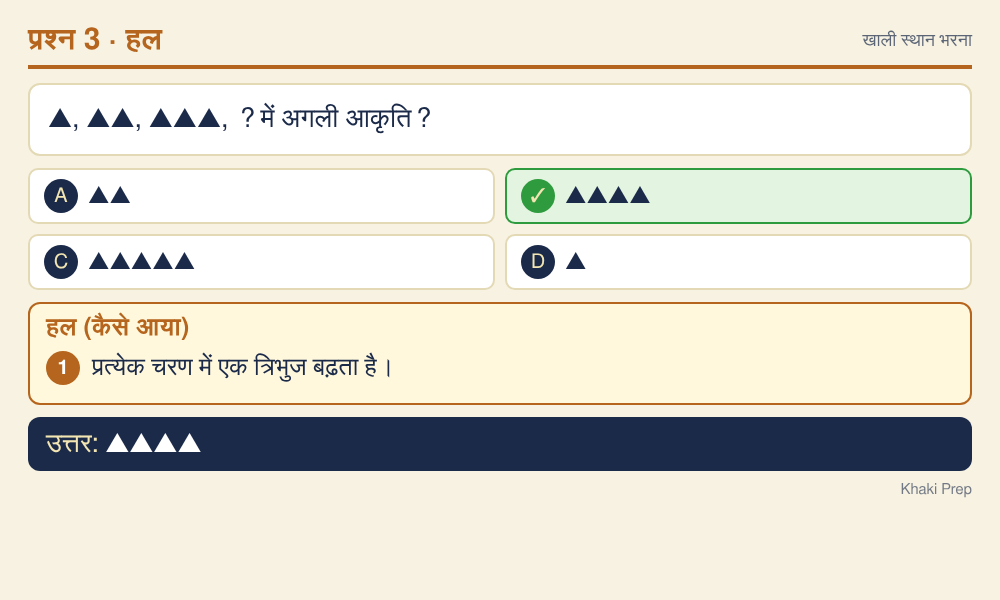 प्रश्न 3 · हल
खाली स्थान भरना
▲, ▲▲, ▲▲▲, ? में अगली आकृति ?
A ▲▲
✓ ▲▲▲▲
C ▲▲▲▲▲
D ▲
हल (कैसे आया)
1 प्रत्येक चरण में एक त्रिभुज बढ़ता है।
उत्तर: ▲▲▲▲
Khaki Prep